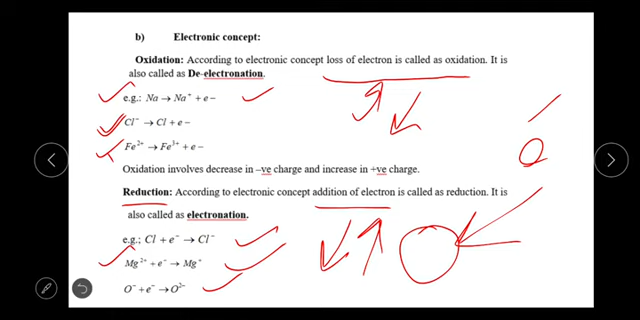 b) Electronic concept:
Oxidation: According to electronic concept loss of electron is called as oxidation. It is
also called as De-electronation.
e.g.: Na → Na⁺ + e−
Cl⁻ → Cl + e−
Fe²⁺ → Fe³⁺ + e−
Oxidation involves decrease in –ve charge and increase in +ve charge.
Reduction: According to electronic concept addition of electron is called as reduction. It is
also called as electronation.
e.g.; Cl + e⁻ → Cl⁻
Mg²⁺ + e⁻ → Mg⁺
O⁻ + e⁻ → O²⁻